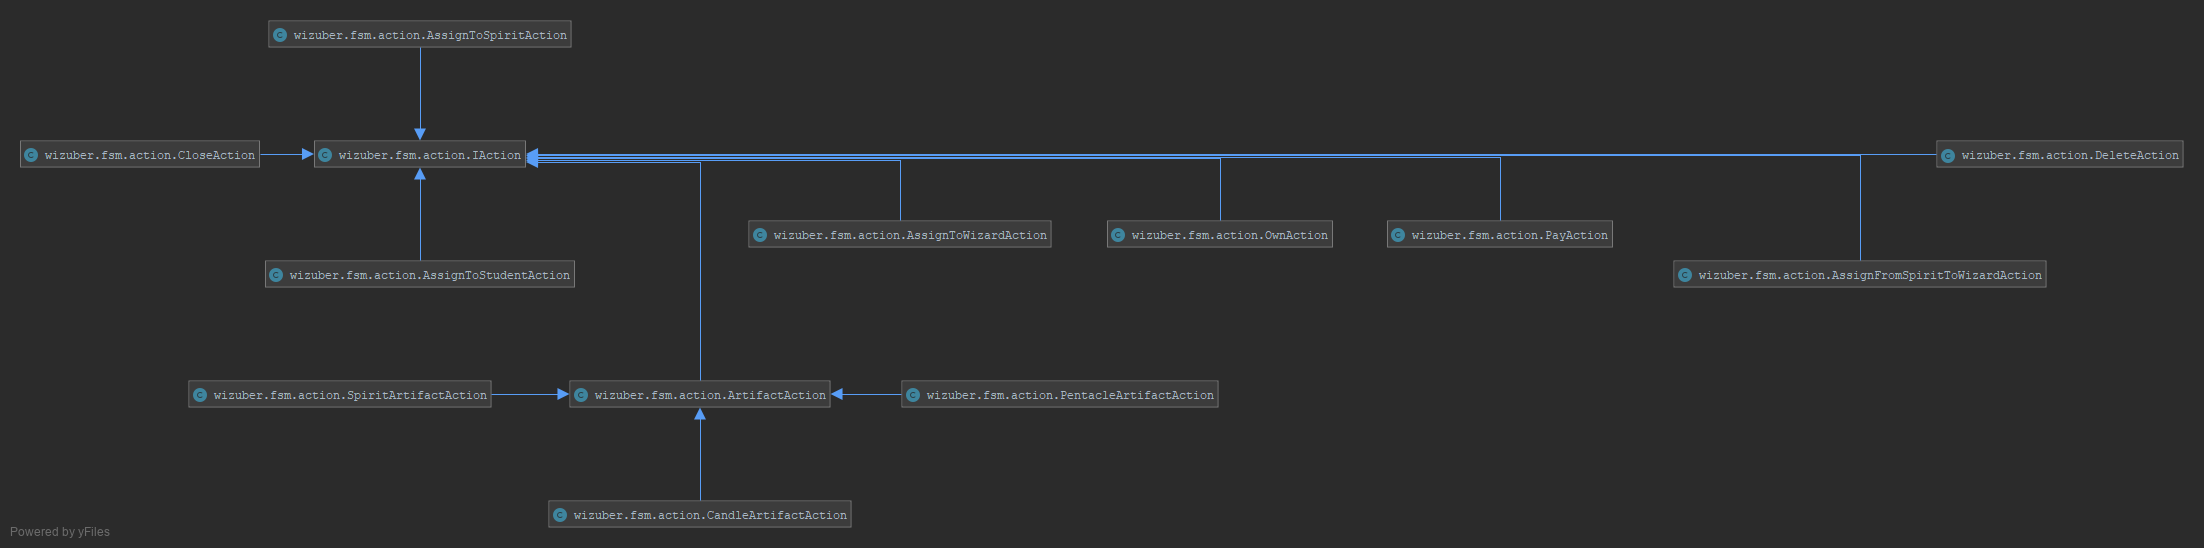 wizuber.fsm.action.AssignToSpiritAction
wizuber.fsm.action.CloseAction
wizuber.fsm.action.IAction
wizuber.fsm.action.DeleteAction
wizuber.fsm.action.AssignToWizardAction
wizuber.fsm.action.OwnAction
wizuber.fsm.action.PayAction
wizuber.fsm.action.AssignToStudentAction
wizuber.fsm.action.AssignFromSpiritToWizardAction
wizuber.fsm.action.SpiritArtifactAction
wizuber.fsm.action.ArtifactAction
wizuber.fsm.action.PentacleArtifactAction
wizuber.fsm.action.CandleArtifactAction
Powered by yFiles